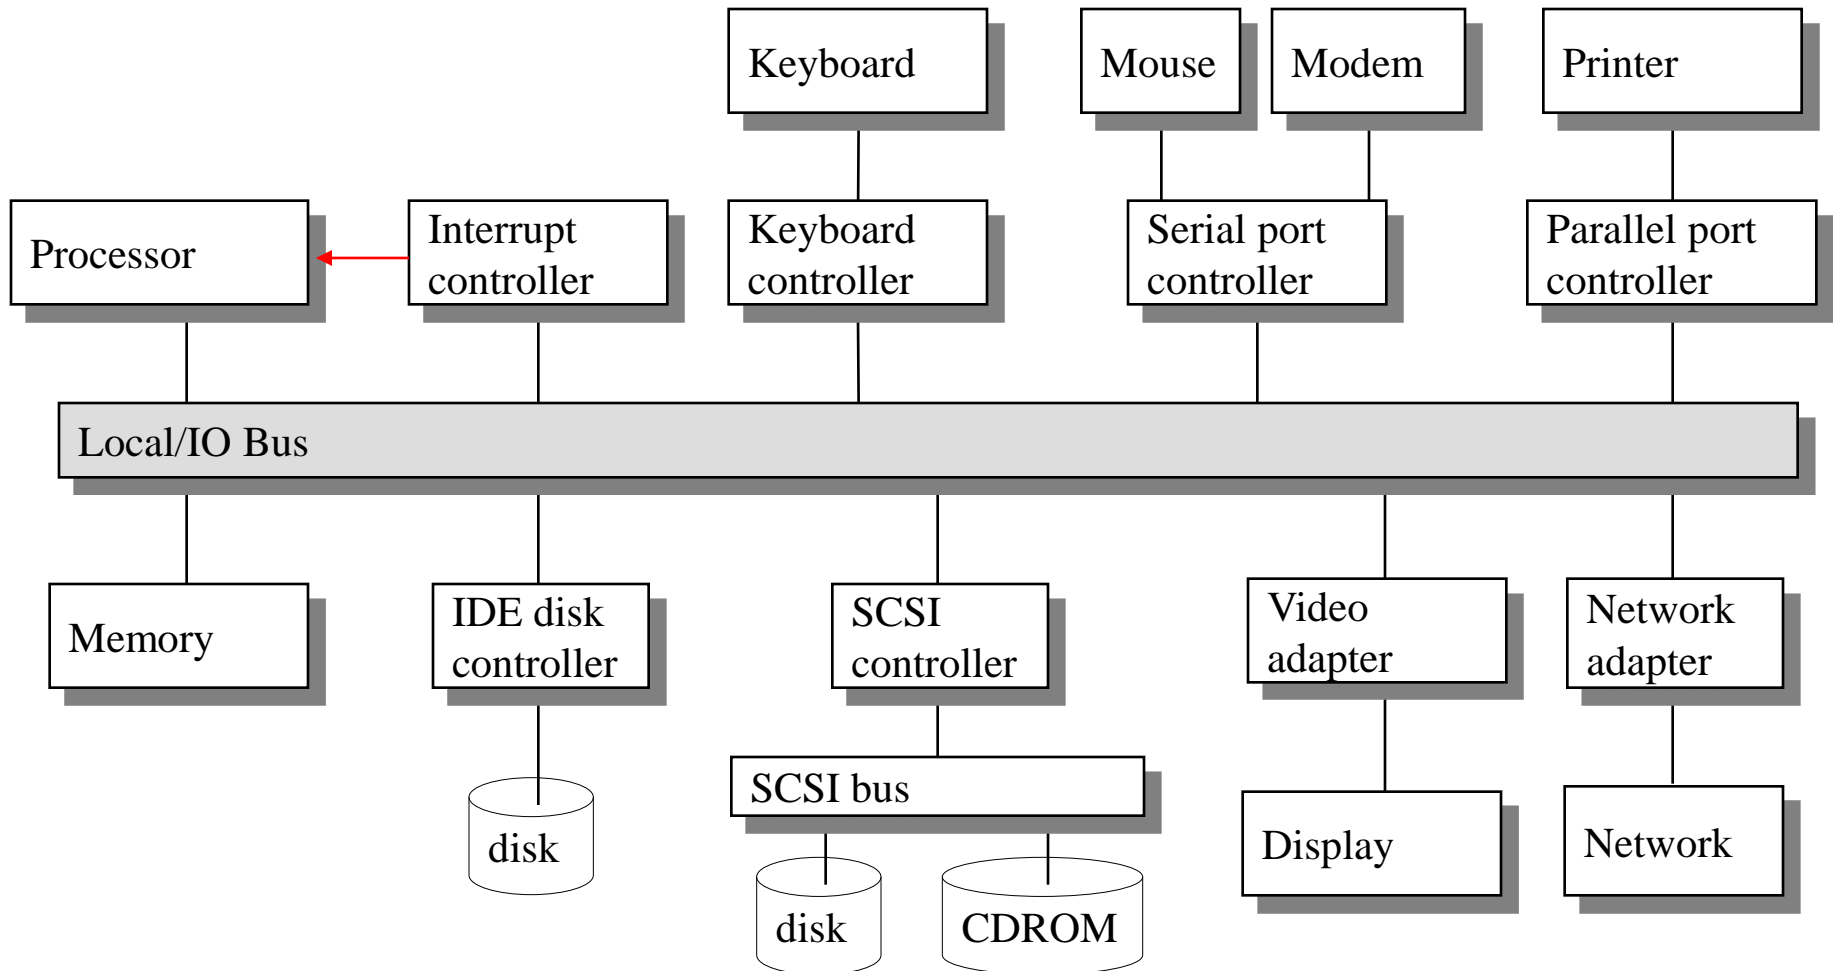 Keyboard
Mouse
Modem
Printer
Processor
Interrupt
controller
Keyboard
controller
Serial port
controller
Parallel port
controller
Local/IO Bus
Memory
IDE disk
controller
SCSI
controller
Video
adapter
Network
adapter
SCSI bus
disk
Display
Network
disk
CDROM